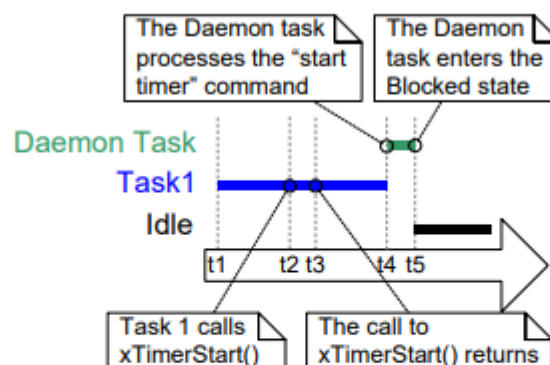 The Daemon task
processes the “start
timer” command
The Daemon
task enters the
Blocked state
Daemon Task
Task1
Idle
t1 t2 t3 t4 t5
Task 1 calls
xTimerStart()
The call to
xTimerStart() returns